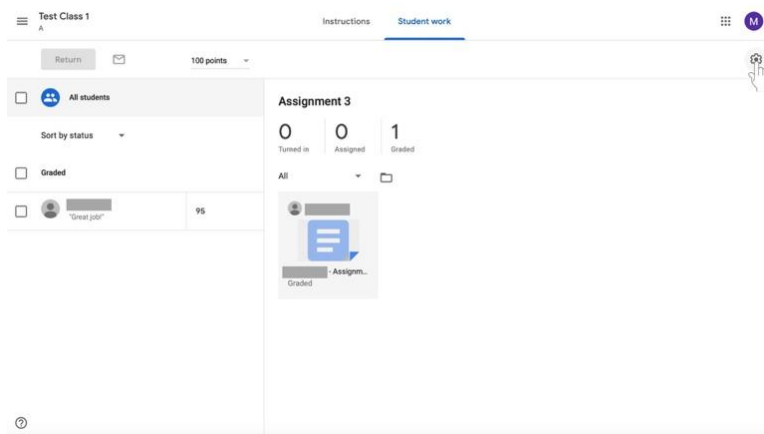 Test Class 1
A
Instructions
Student work
M
Return
100 points
All students
Sort by status
Graded
"Great job!"
95
Assignment 3
0
0
1
Turned in
Assigned
Graded
All
- Assignm...
Graded